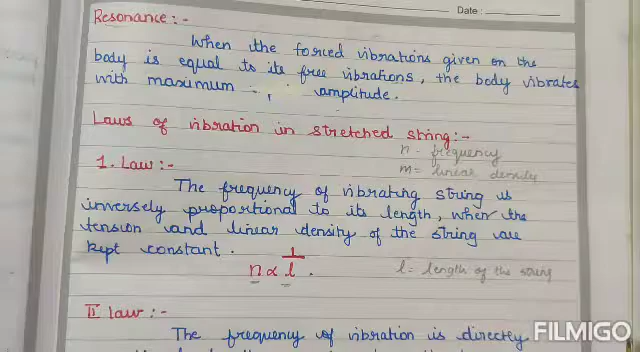 Date :
Resonance :-
When the forced vibrations given on the
body is equal to its free vibrations, the body vibrates
with maximum amplitude.
Laws of vibration in stretched string :-
n - frequency
m = linear density
1. Law :-
The frequency of vibrating string is
inversely proportional to its length, when the
tension and linear density of the string are
kept constant.
n ∝ 1/l .
l = length of the string
II law :-
The frequency of vibration is directly
FILMIGO